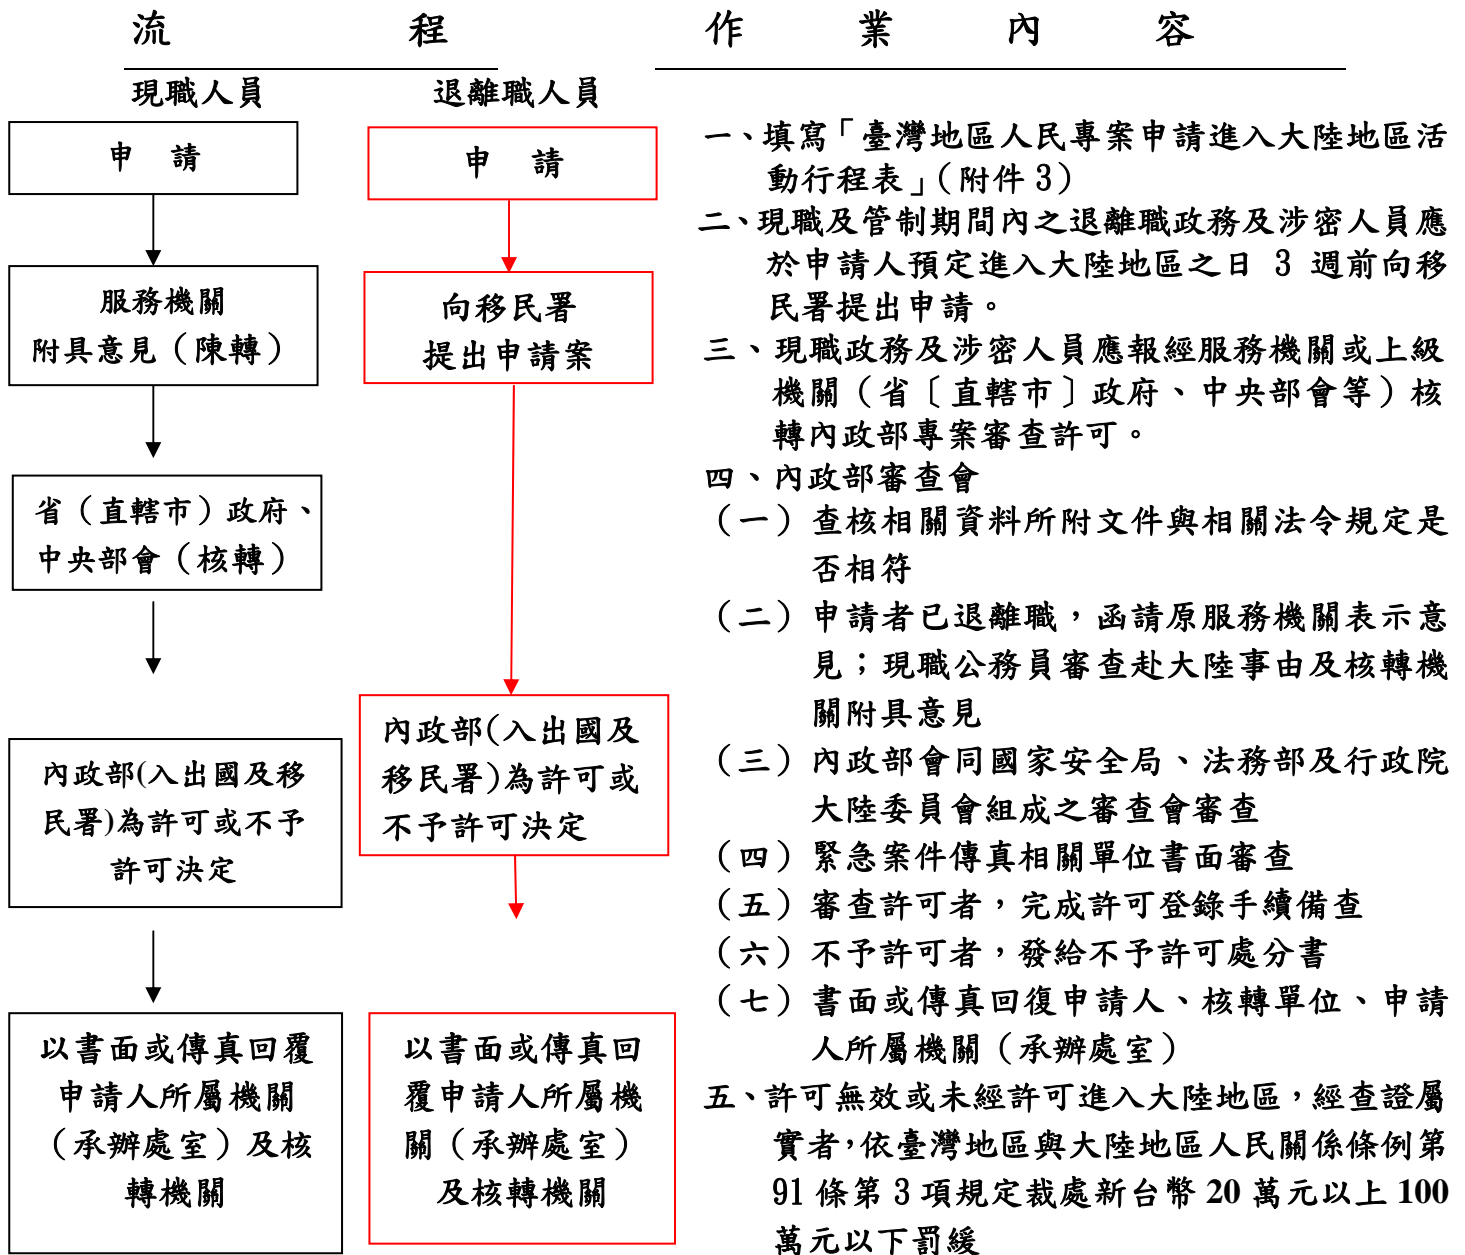 流程
作業內容
現職人員
退離職人員
申請
服務機關
附具意見（陳轉）
省（直轄市）政府、
中央部會（核轉）
內政部(入出國及移
民署)為許可或不予
許可決定
以書面或傳真回覆
申請人所屬機關
（承辦處室）及核
轉機關
申請
向移民署
提出申請案
內政部(入出國及
移民署)為許可或
不予許可決定
以書面或傳真回
覆申請人所屬機
關（承辦處室）
及核轉機關
一、填寫「臺灣地區人民專案申請進入大陸地區活
動行程表」（附件3）
二、現職及管制期間內之退離職政務及涉密人員應
於申請人預定進入大陸地區之日 3 週前向移
民署提出申請。
三、現職政務及涉密人員應報經服務機關或上級
機關（省〔直轄市〕政府、中央部會等）核
轉內政部專案審查許可。
四、內政部審查會
（一）查核相關資料所附文件與相關法令規定是
否相符
（二）申請者已退離職，函請原服務機關表示意
見；現職公務員審查赴大陸事由及核轉機
關附具意見
（三）內政部會同國家安全局、法務部及行政院
大陸委員會組成之審查會審查
（四）緊急案件傳真相關單位書面審查
（五）審查許可者，完成許可登錄手續備查
（六）不予許可者，發給不予許可處分書
（七）書面或傳真回復申請人、核轉單位、申請
人所屬機關（承辦處室）
五、許可無效或未經許可進入大陸地區，經查證屬
實者，依臺灣地區與大陸地區人民關係條例第
91 條第 3 項規定裁處新台幣 20 萬元以上 100
萬元以下罰緩